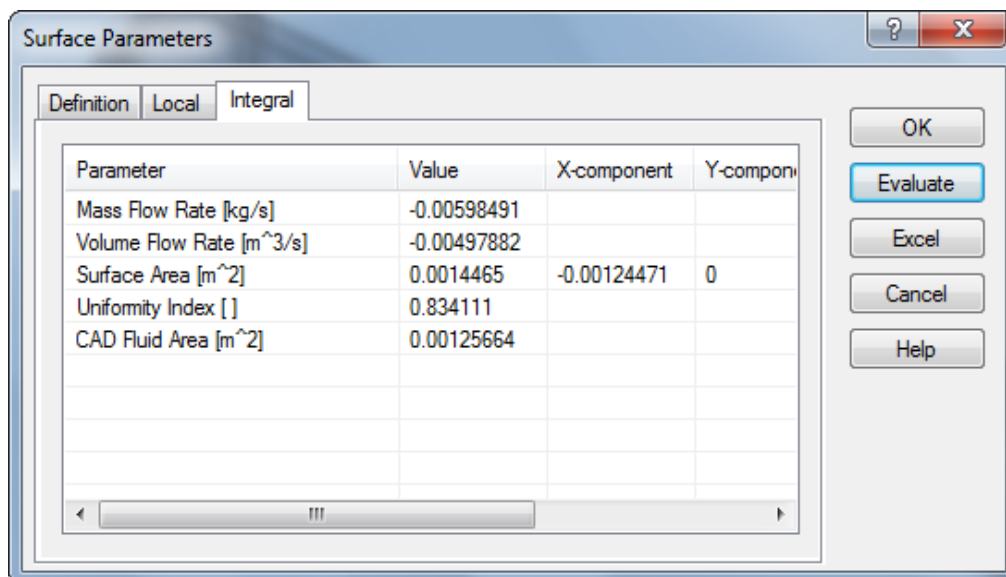 Surface Parameters
Definition Local Integral
Parameter Value X-component Y-compon
Mass Flow Rate [kg/s] -0.00598491
Volume Flow Rate [m^3/s] -0.00497882
Surface Area [m^2] 0.0014465 -0.00124471 0
Uniformity Index [ ] 0.834111
CAD Fluid Area [m^2] 0.00125664
OK
Evaluate
Excel
Cancel
Help